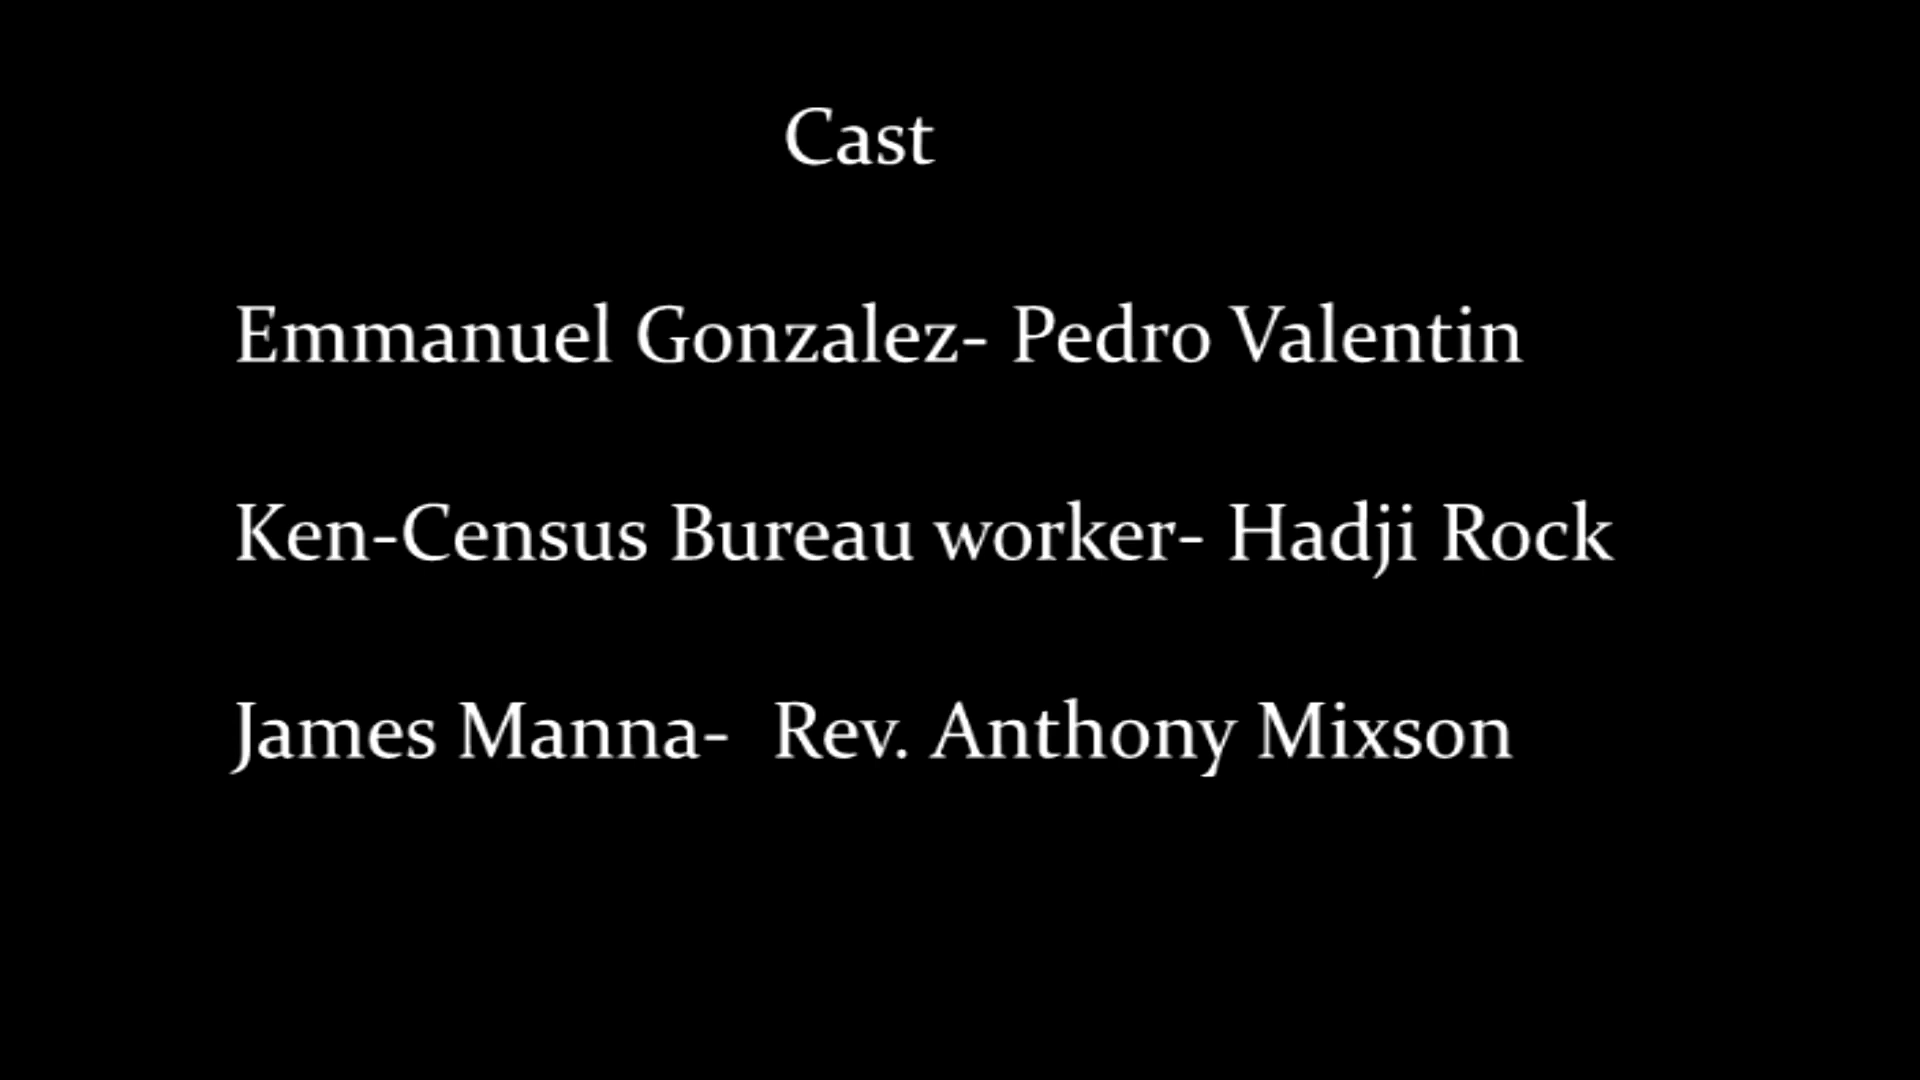 Cast
Emmanuel Gonzalez- Pedro Valentin
Ken-Census Bureau worker- Hadji Rock
James Manna-  Rev. Anthony Mixson